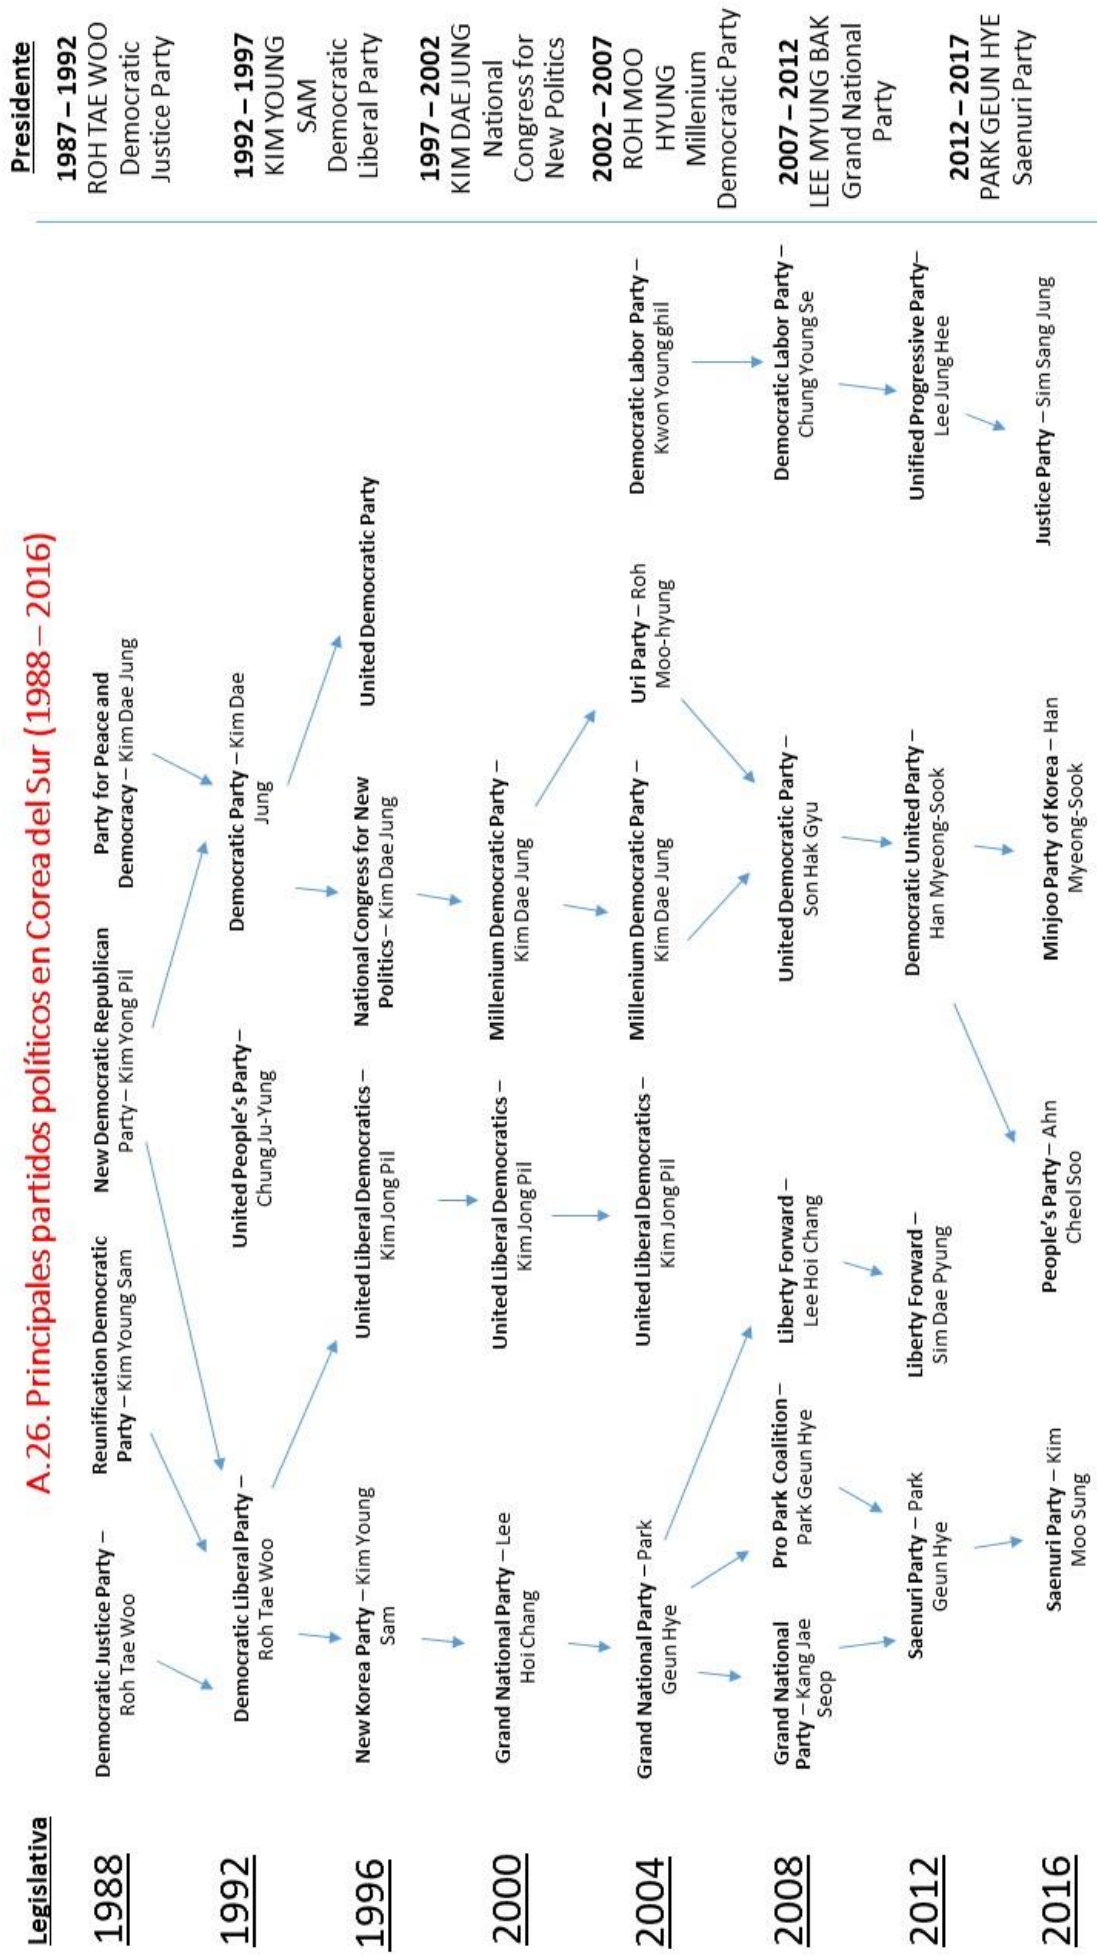 A.26. Principales partidos políticos en Corea del Sur (1988 – 2016)
Legislativa
Presidente
1988
Democratic Justice Party –
Roh Tae Woo
Reunification Democratic
Party – Kim Young Sam
New Democratic Republican
Party – Kim Yong Pil
Party for Peace and
Democracy – Kim Dae Jung
1987 – 1992
ROH TAE WOO
Democratic
Justice Party
1992
Democratic Liberal Party –
Roh Tae Woo
United People's Party –
Chung Ju-Yung
Democratic Party – Kim Dae
Jung
1992 – 1997
KIM YOUNG
SAM
Democratic
Liberal Party
1996
New Korea Party – Kim Young
Sam
United Liberal Democratics –
Kim Jong Pil
National Congress for New
Politics – Kim Dae Jung
United Democratic Party
1997 – 2002
KIM DAE JUNG
National
Congress for
New Politics
2000
Grand National Party – Lee
Hoi Chang
United Liberal Democratics –
Kim Jong Pil
Millenium Democratic Party –
Kim Dae Jung
2002 – 2007
ROH MOO
HYUNG
Millenium
Democratic Party
2004
Grand National Party – Park
Geun Hye
United Liberal Democratics –
Kim Jong Pil
Millenium Democratic Party –
Kim Dae Jung
Uri Party – Roh
Moo-hyung
Democratic Labor Party –
Kwon Young ghil
2007 – 2012
LEE MYUNG BAK
Grand National
Party
2008
Grand National
Party – Kang Jae
Seop
Pro Park Coalition –
Park Geun Hye
Liberty Forward –
Lee Hoi Chang
United Democratic Party –
Son Hak Gyu
Democratic Labor Party –
Chung Young Se
2012
Saenuri Party – Park
Geun Hye
Liberty Forward –
Sim Dae Pyung
Democratic United Party –
Han Myeong-Sook
Unified Progressive Party–
Lee Jung Hee
2012 – 2017
PARK GEUN HYE
Saenuri Party
2016
Saenuri Party – Kim
Moo Sung
People's Party – Ahn
Cheol Soo
Minjoo Party of Korea – Han
Myeong-Sook
Justice Party – Sim Sang Jung